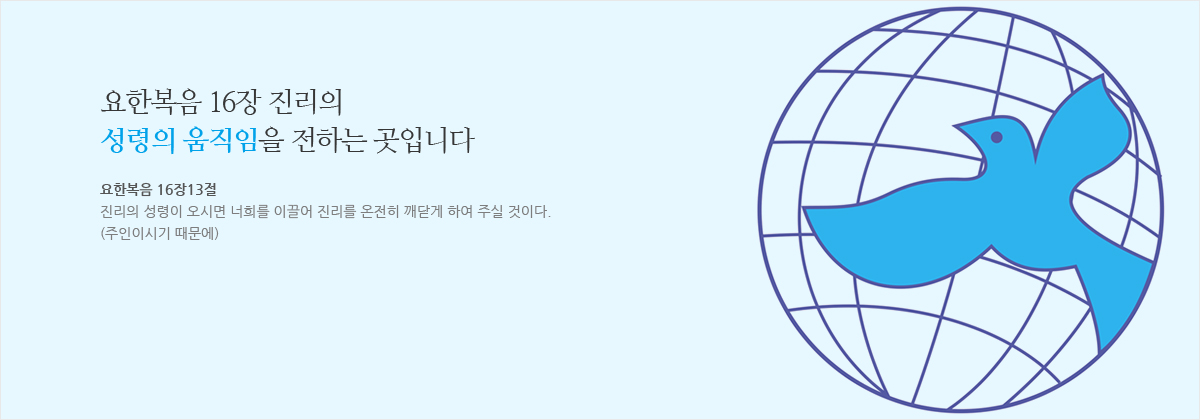 요한복음 16장 진리의
성령의 움직임을 전하는 곳입니다
요한복음 16장13절
진리의 성령이 오시면 너희를 이끌어 진리를 온전히 깨닫게 하여 주실 것이다.
(주인이시기 때문에)